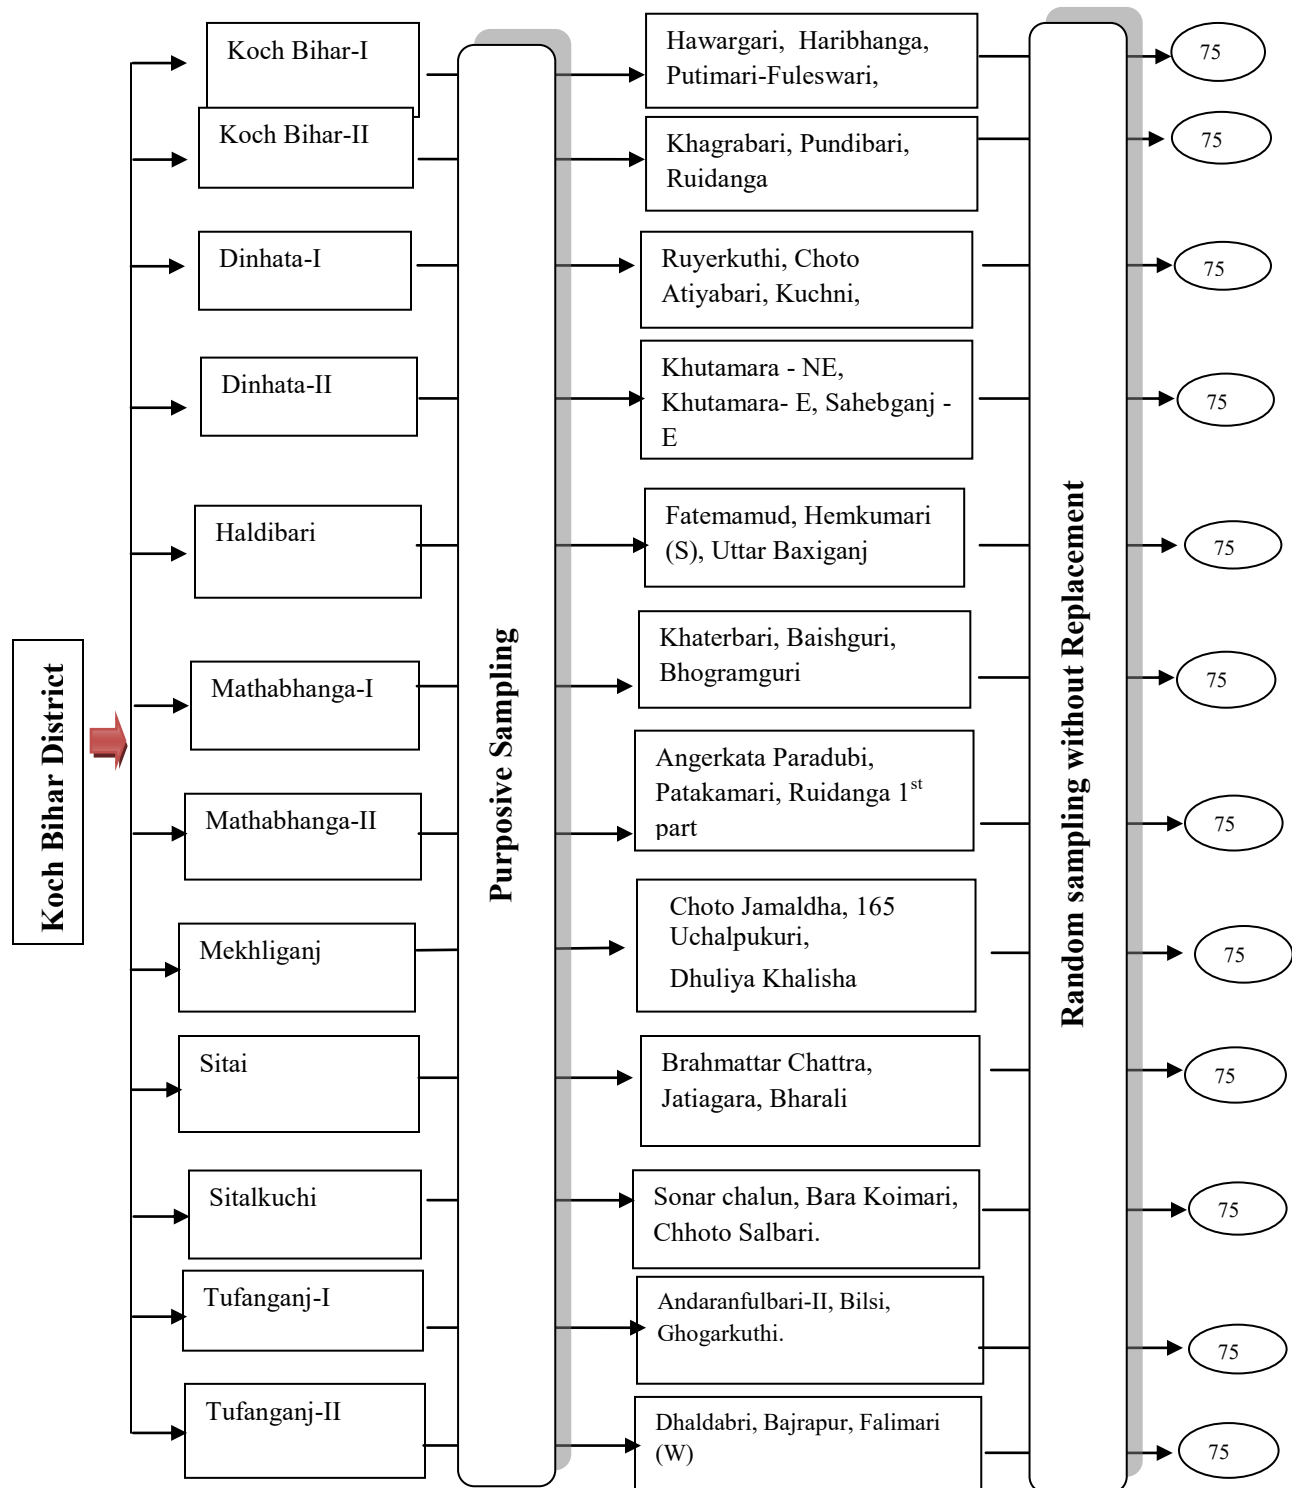 Koch Bihar District
Purposive Sampling
Random sampling without Replacement
Koch Bihar-I
Hawargari, Haribhanga,
Putimari-Fuleswari,
75
Koch Bihar-II
Khagrabari, Pundibari,
Ruidanga
75
Dinhata-I
Ruyerkuthi, Choto
Atiyabari, Kuchni,
75
Dinhata-II
Khutamara - NE,
Khutamara- E, Sahebganj -
E
75
Haldibari
Fatemamud, Hemkumari
(S), Uttar Baxiganj
75
Mathabhanga-I
Khaterbari, Baishguri,
Bhogramguri
75
Mathabhanga-II
Angerkata Paradubi,
Patakamari, Ruidanga 1st
part
75
Mekhliganj
Choto Jamaldha, 165
Uchalpukuri,
Dhuliya Khalisha
75
Sitai
Brahmattar Chattra,
Jatiagara, Bharali
75
Sitalkuchi
Sonar chalun, Bara Koimari,
Chhoto Salbari.
75
Tufanganj-I
Andaranfulbari-II, Bilsi,
Ghogarkuthi.
75
Tufanganj-II
Dhaldabri, Bajrapur, Falimari
(W)
75